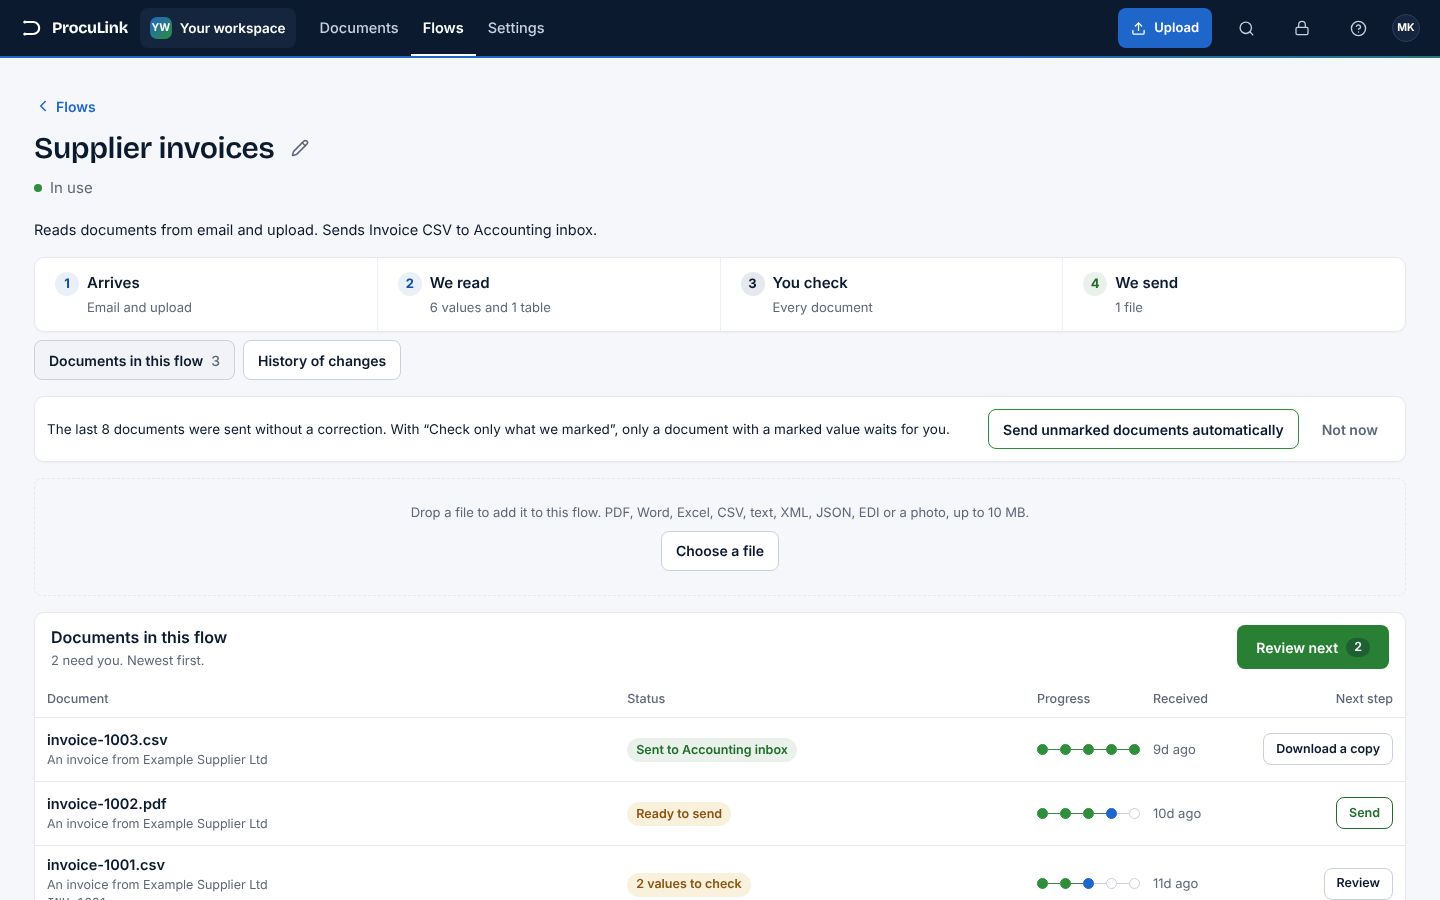 ProcuLink
YW Your workspace
Documents
Flows
Settings
Upload
MK
Flows
Supplier invoices
In use
Reads documents from email and upload. Sends Invoice CSV to Accounting inbox.
1 Arrives
Email and upload
2 We read
6 values and 1 table
3 You check
Every document
4 We send
1 file
Documents in this flow 3
History of changes
The last 8 documents were sent without a correction. With “Check only what we marked”, only a document with a marked value waits for you.
Send unmarked documents automatically
Not now
Drop a file to add it to this flow. PDF, Word, Excel, CSV, text, XML, JSON, EDI or a photo, up to 10 MB.
Choose a file
Documents in this flow
2 need you. Newest first.
Review next 2
Document Status Progress Received Next step
invoice-1003.csv
An invoice from Example Supplier Ltd
Sent to Accounting inbox
9d ago
Download a copy
invoice-1002.pdf
An invoice from Example Supplier Ltd
Ready to send
10d ago
Send
invoice-1001.csv
An invoice from Example Supplier Ltd
2 values to check
11d ago
Review